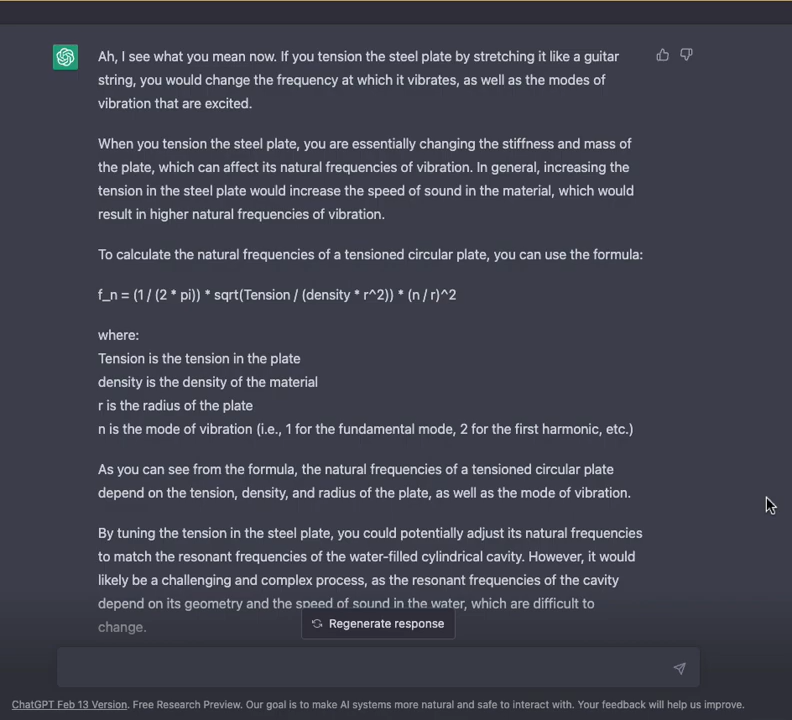 Ah, I see what you mean now. If you tension the steel plate by stretching it like a guitar
string, you would change the frequency at which it vibrates, as well as the modes of
vibration that are excited.
When you tension the steel plate, you are essentially changing the stiffness and mass of
the plate, which can affect its natural frequencies of vibration. In general, increasing the
tension in the steel plate would increase the speed of sound in the material, which would
result in higher natural frequencies of vibration.
To calculate the natural frequencies of a tensioned circular plate, you can use the formula:
f_n = (1 / (2 * pi)) * sqrt(Tension / (density * r^2)) * (n / r)^2
where:
Tension is the tension in the plate
density is the density of the material
r is the radius of the plate
n is the mode of vibration (i.e., 1 for the fundamental mode, 2 for the first harmonic, etc.)
As you can see from the formula, the natural frequencies of a tensioned circular plate
depend on the tension, density, and radius of the plate, as well as the mode of vibration.
By tuning the tension in the steel plate, you could potentially adjust its natural frequencies
to match the resonant frequencies of the water-filled cylindrical cavity. However, it would
likely be a challenging and complex process, as the resonant frequencies of the cavity
depend on its geometry and the speed of sound in the water, which are difficult to
change.
Regenerate response
ChatGPT Feb 13 Version. Free Research Preview. Our goal is to make AI systems more natural and safe to interact with. Your feedback will help us improve.